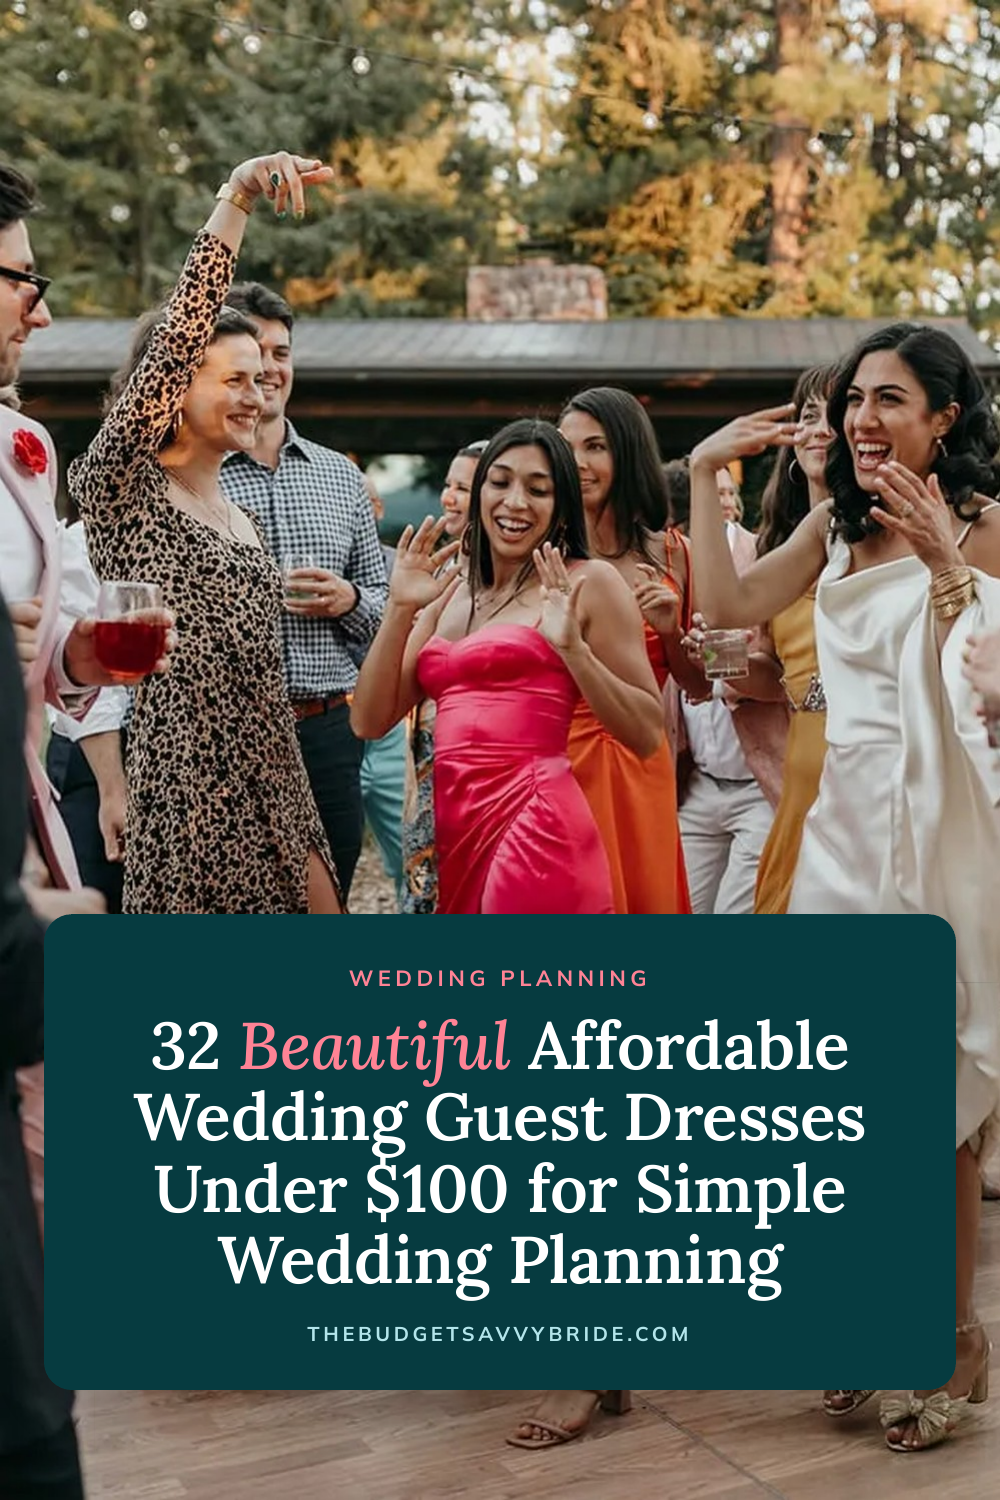 WEDDING PLANNING
32 Beautiful Affordable
Wedding Guest Dresses
Under $100 for Simple
Wedding Planning
THEBUDGETSAVVYBRIDE.COM